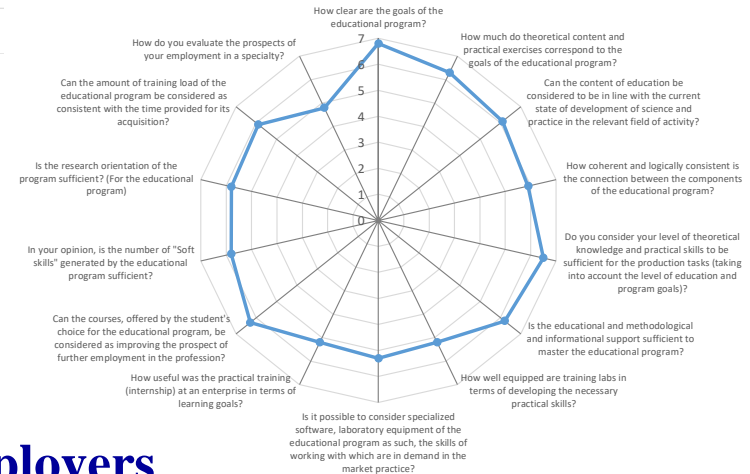 How clear are the goals of the
educational program?
How much do theoretical content and
practical exercises correspond to the
goals of the educational program?
Can the content of education be
considered to be in line with the current
state of development of science and
practice in the relevant field of activity?
How coherent and logically consistent is
the connection between the components
of the educational program?
Do you consider your level of theoretical
knowledge and practical skills to be
sufficient for the production tasks (taking
into account the level of education and
program goals)?
Is the educational and methodological
and informational support sufficient to
master the educational program?
How well equipped are training labs in
terms of developing the necessary
practical skills?
Is it possible to consider specialized
software, laboratory equipment of the
educational program as such, the skills of
working with which are in demand in the
market practice?
How useful was the practical training
(internship) at an enterprise in terms of
learning goals?
Can the courses, offered by the student's
choice for the educational program, be
considered as improving the prospect of
further employment in the profession?
In your opinion, is the number of "Soft
skills" generated by the educational
program sufficient?
Is the research orientation of the
program sufficient? (For the educational
program)
Can the amount of training load of the
educational program be considered as
consistent with the time provided for its
acquisition?
How do you evaluate the prospects of
your employment in a specialty?
7
6
5
4
3
2
1
0